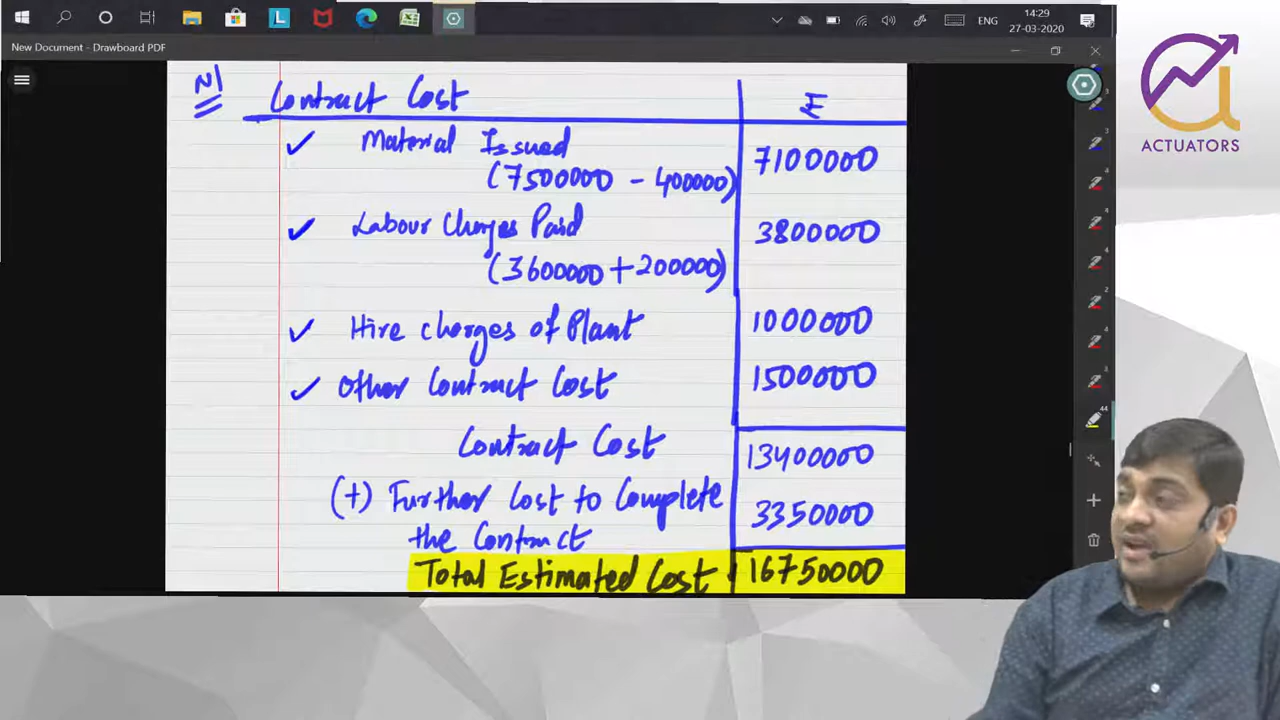 14:29
ENG
27-03-2020
New Document - Drawboard PDF
ACTUATORS
N1 Contract Cost ₹
✓ Material Issued 7100000
(7500000 - 400000)
✓ Labour Charges Paid 3800000
(3600000 + 200000)
✓ Hire charges of Plant 1000000
✓ Other Contract Cost 1500000
Contract Cost 13400000
(+) Further Cost to Complete 3350000
the Contract
Total Estimated Cost 16750000